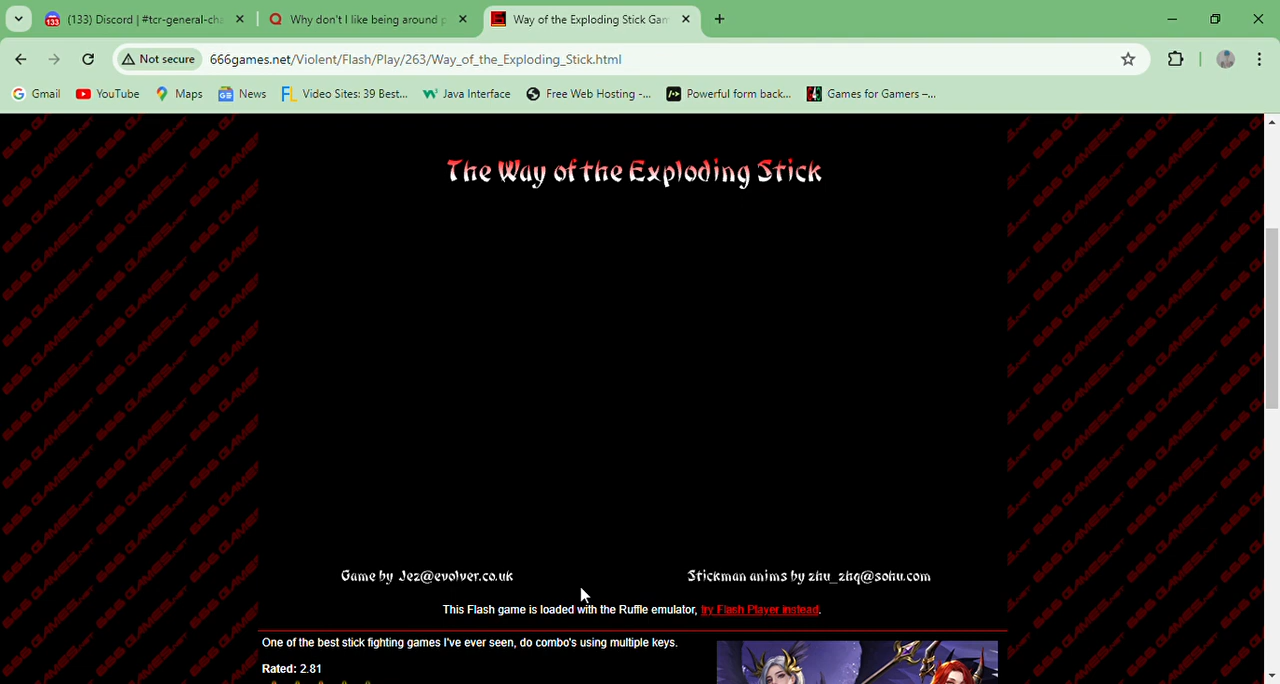 (133) Discord | #tcr-general-cha
Why don't I like being around p
Way of the Exploding Stick Gam
Not secure
666games.net/Violent/Flash/Play/263/Way_of_the_Exploding_Stick.html
Gmail
YouTube
Maps
News
Video Sites: 39 Best...
Java Interface
Free Web Hosting -...
Powerful form back...
Games for Gamers –...
The Way of the Exploding Stick
Game by Jez@evolver.co.uk
Stickman anims by zhu_zhq@sohu.com
This Flash game is loaded with the Ruffle emulator, try Flash Player instead.
One of the best stick fighting games I've ever seen, do combo's using multiple keys.
Rated: 2.81